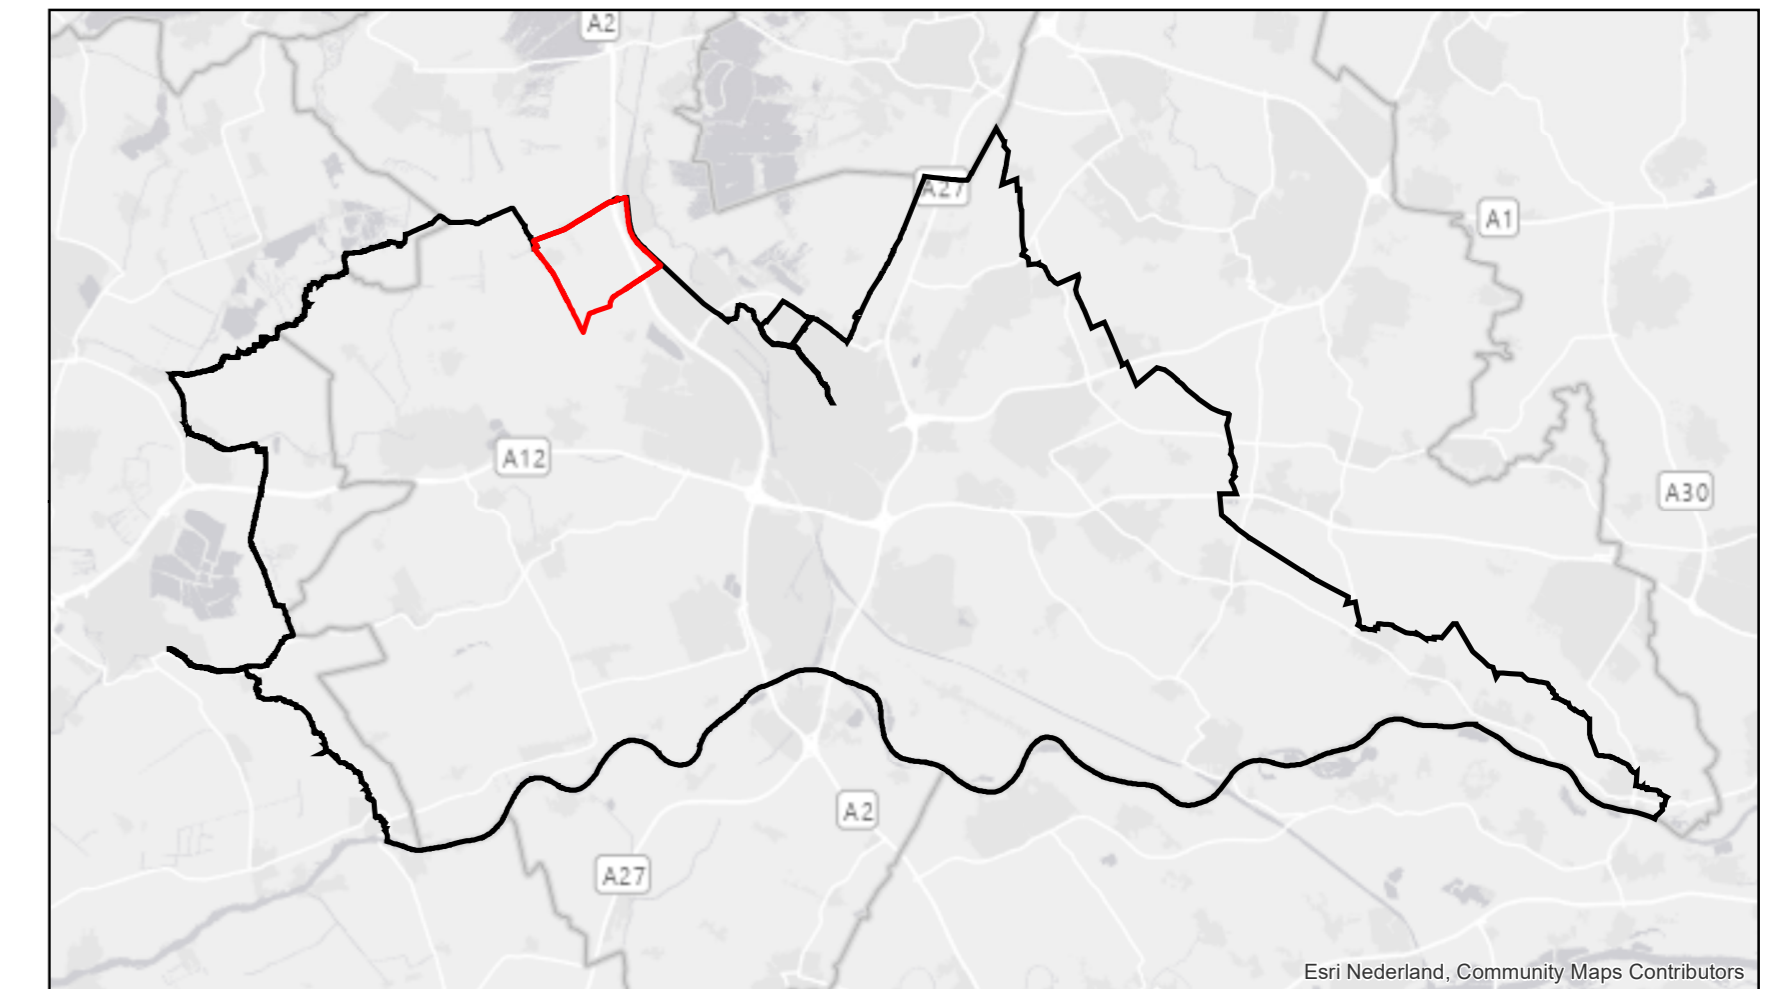 A2
A27
A1
A12
A30
A2
A27
Esri Nederland, Community Maps Contributors